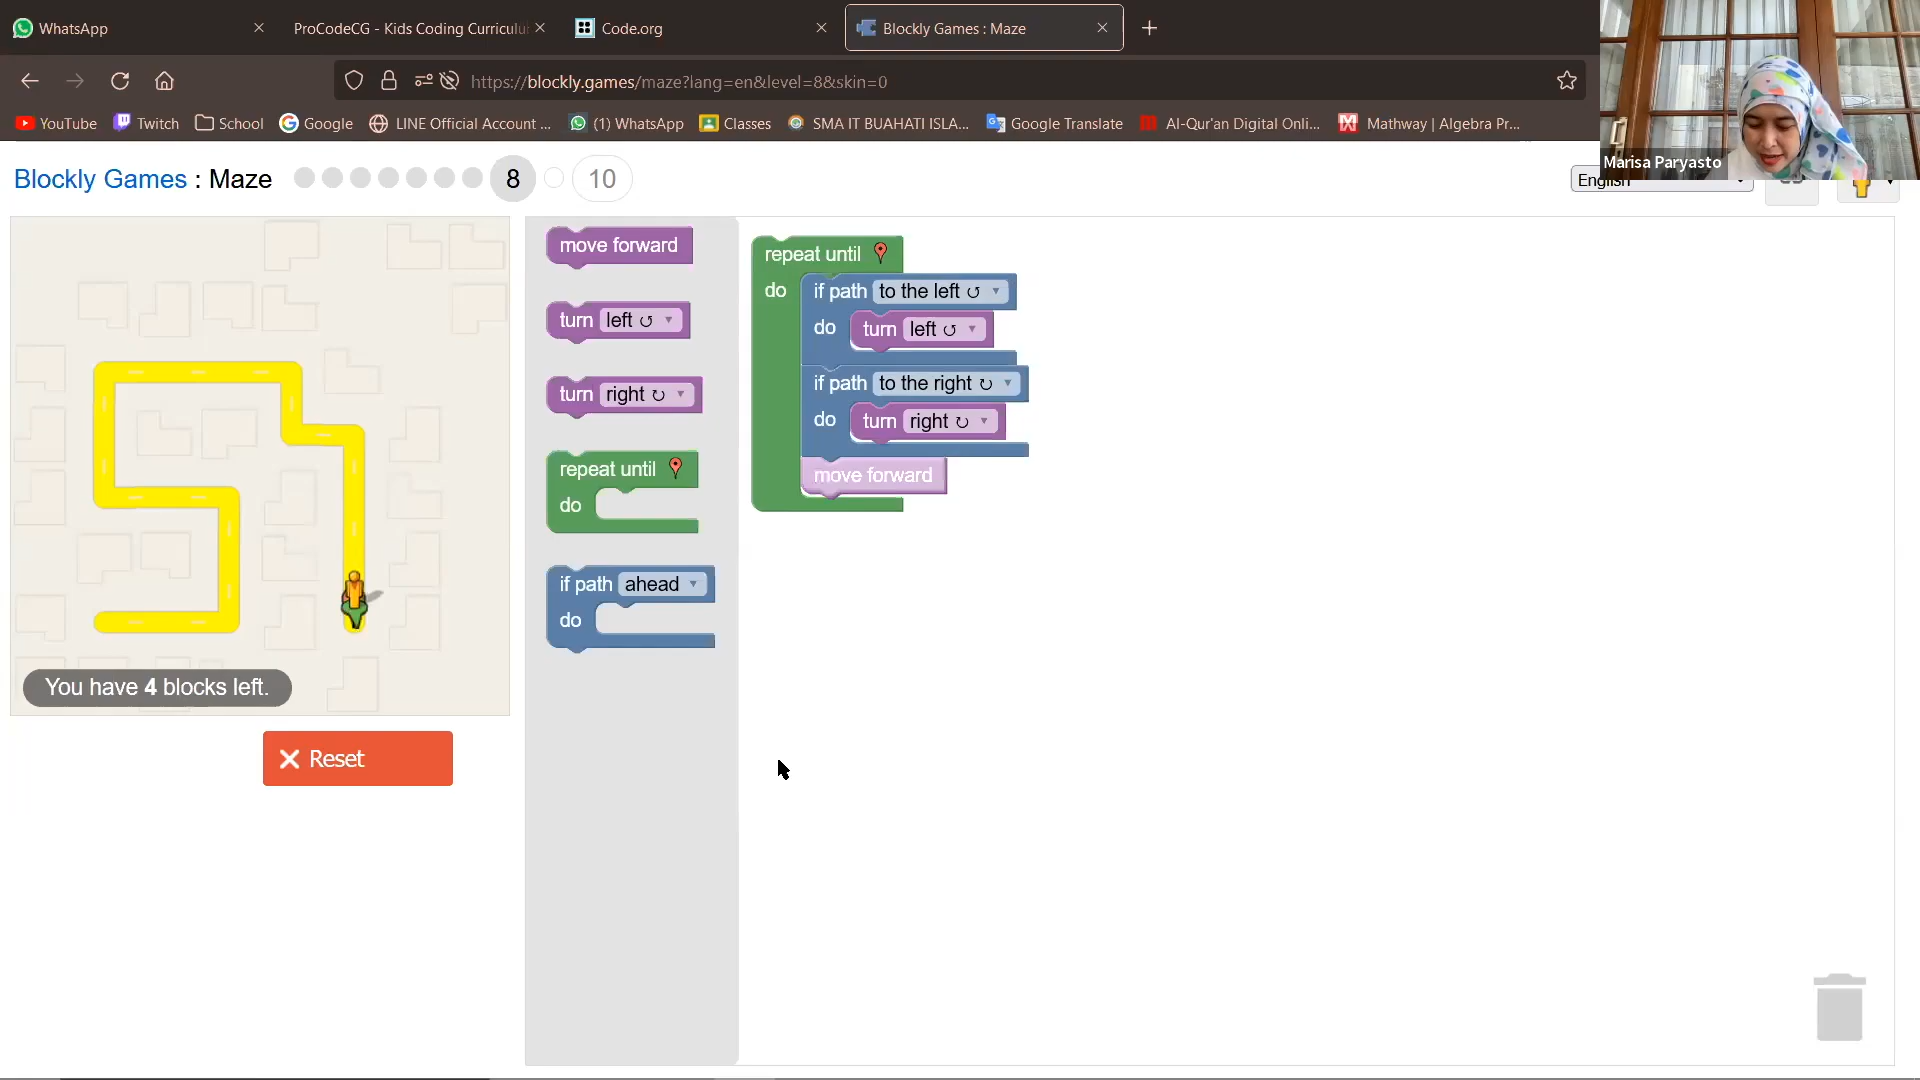 WhatsApp
ProCodeCG - Kids Coding Curriculu
Code.org
Blockly Games : Maze
https://blockly.games/maze?lang=en&level=8&skin=0
YouTube
Twitch
School
Google
LINE Official Account ...
(1) WhatsApp
Classes
SMA IT BUAHATI ISLA...
Google Translate
Al-Qur'an Digital Onli...
Mathway | Algebra Pr...
Marisa Paryasto
Blockly Games : Maze
8
10
English
You have 4 blocks left.
Reset
move forward
turn left ↺
turn right ↻
repeat until
do
if path ahead
do
repeat until
do
if path to the left ↺
do turn left ↺
if path to the right ↻
do turn right ↻
move forward